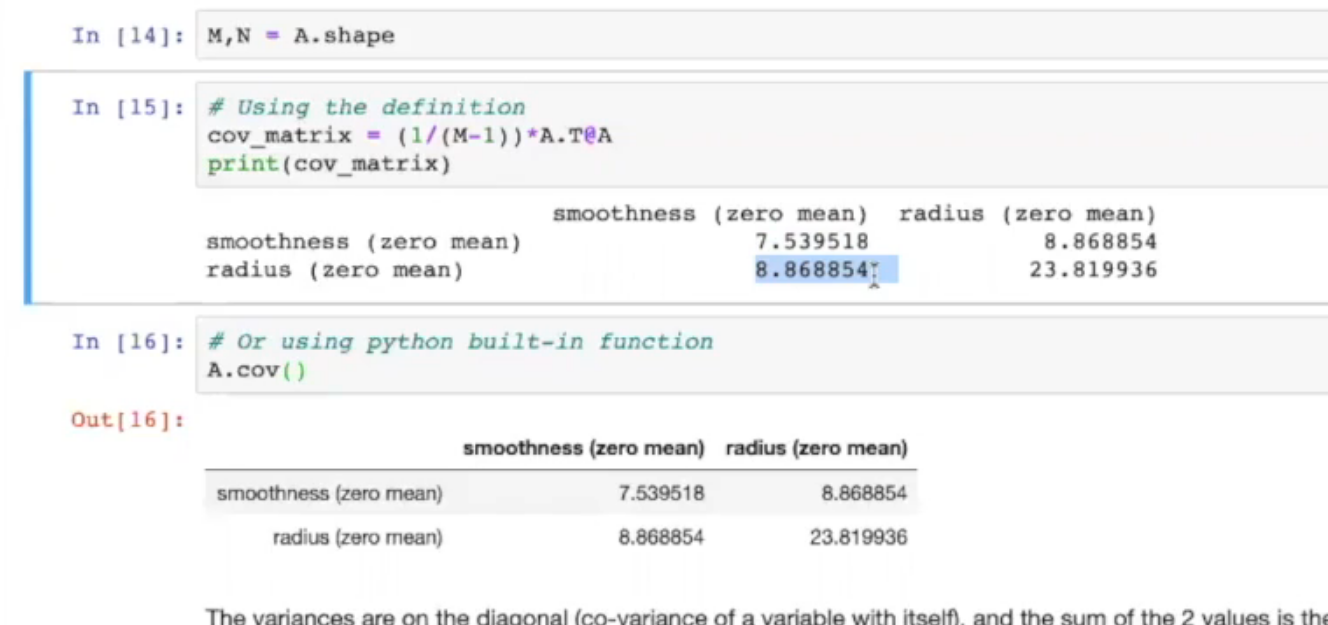 In [14]: M,N = A.shape
In [15]: # Using the definition
cov_matrix = (1/(M-1))*A.T@A
print(cov_matrix)
smoothness (zero mean) radius (zero mean)
smoothness (zero mean) 7.539518 8.868854
radius (zero mean) 8.868854 23.819936
In [16]: # Or using python built-in function
A.cov()
Out[16]:
smoothness (zero mean) radius (zero mean)
smoothness (zero mean) 7.539518 8.868854
radius (zero mean) 8.868854 23.819936
The variances are on the diagonal (co-variance of a variable with itself), and the sum of the 2 values is the